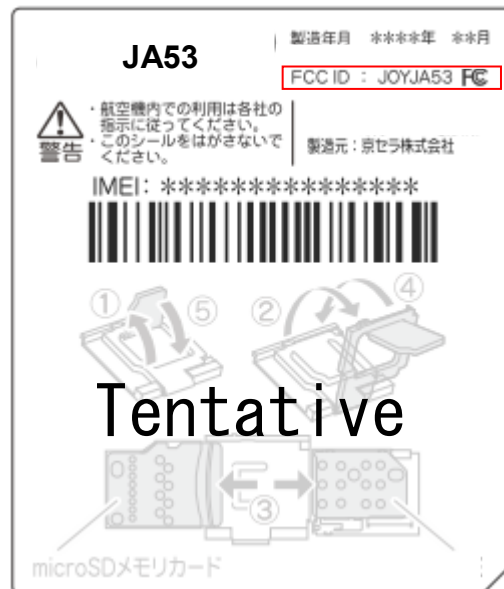 JA53
製造年月 ****年 **月
FCC ID : JOYJA53 FC
警告
・航空機内での利用は各社の
指示に従ってください。
・このシールをはがさないで
ください。
製造元：京セラ株式会社
IMEI: ***************
① ⑤ ② ④
Tentative
③
microSDメモリカード